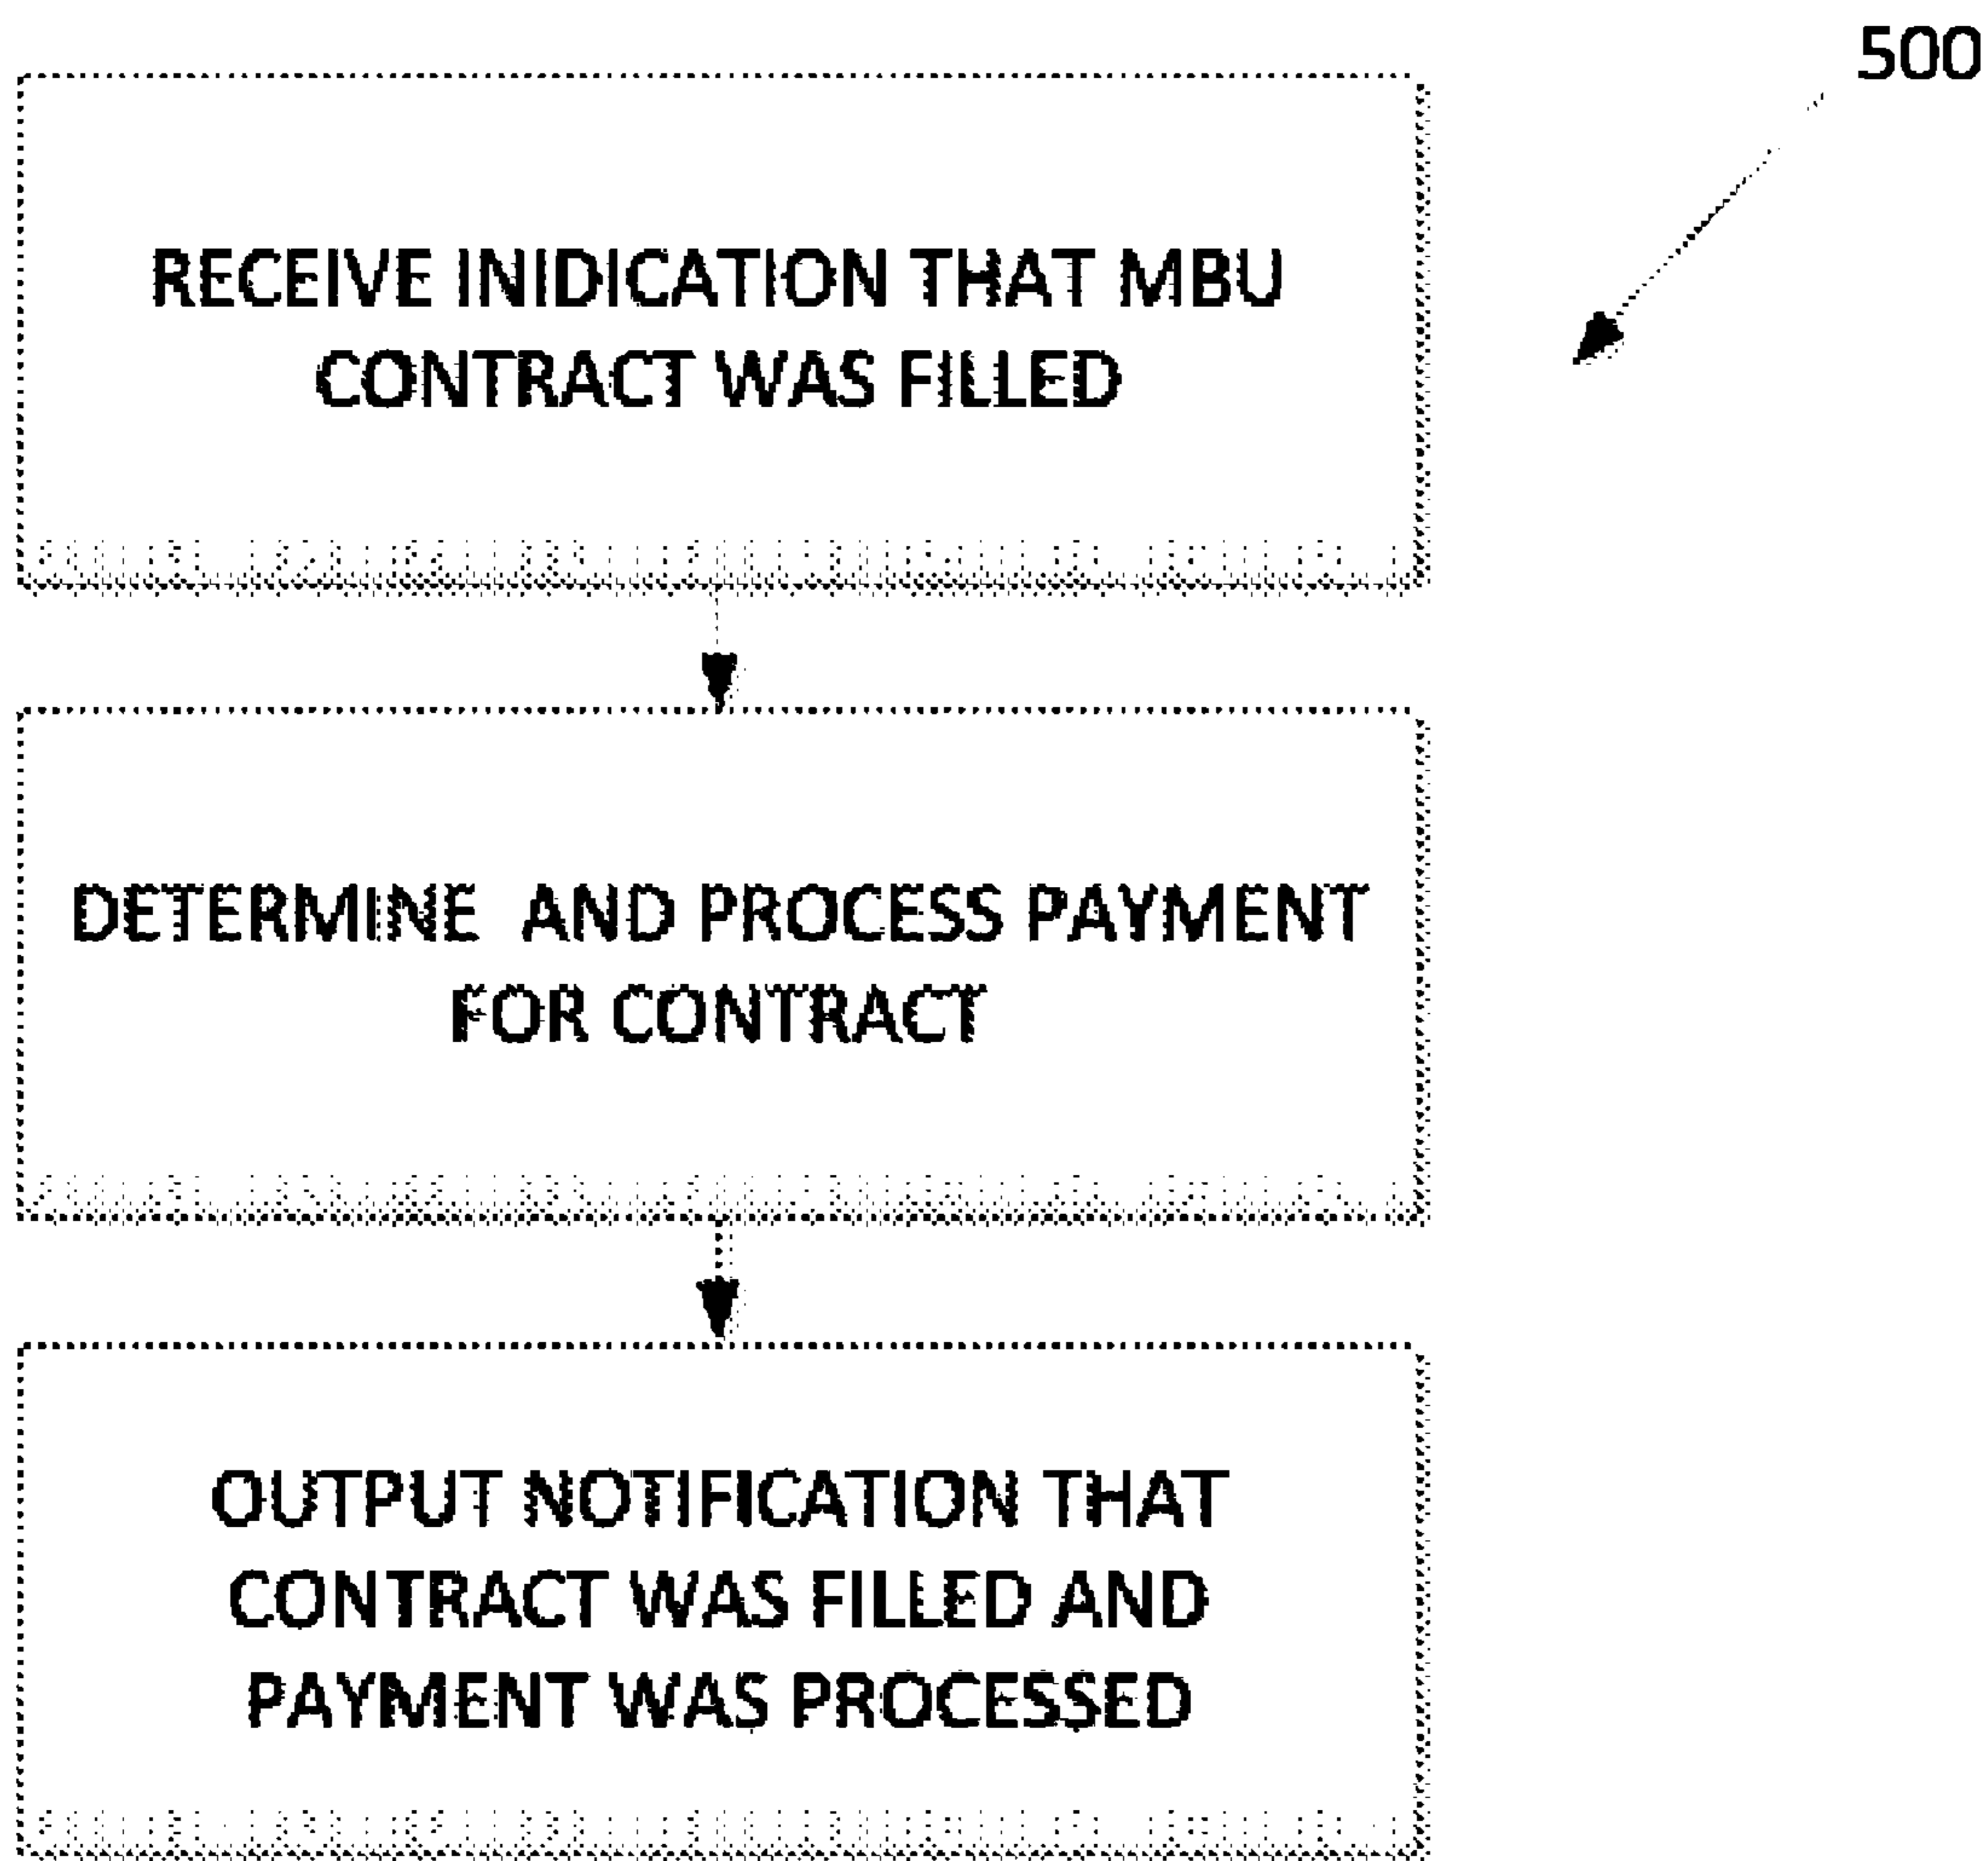 500
RECEIVE INDICATION THAT MBU
CONTRACT WAS FILLED
DETERMINE AND PROCESS PAYMENT
FOR CONTRACT
OUTPUT NOTIFICATION THAT
CONTRACT WAS FILLED AND
PAYMENT WAS PROCESSED